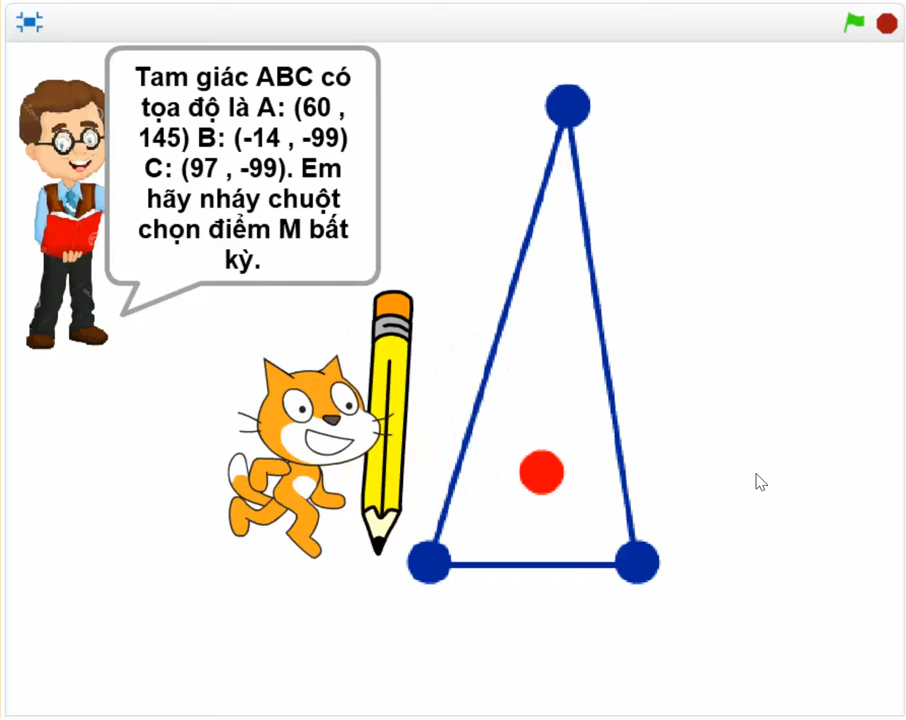 Tam giác ABC có
tọa độ là A: (60 ,
145) B: (-14 , -99)
C: (97 , -99). Em
hãy nháy chuột
chọn điểm M bất
kỳ.